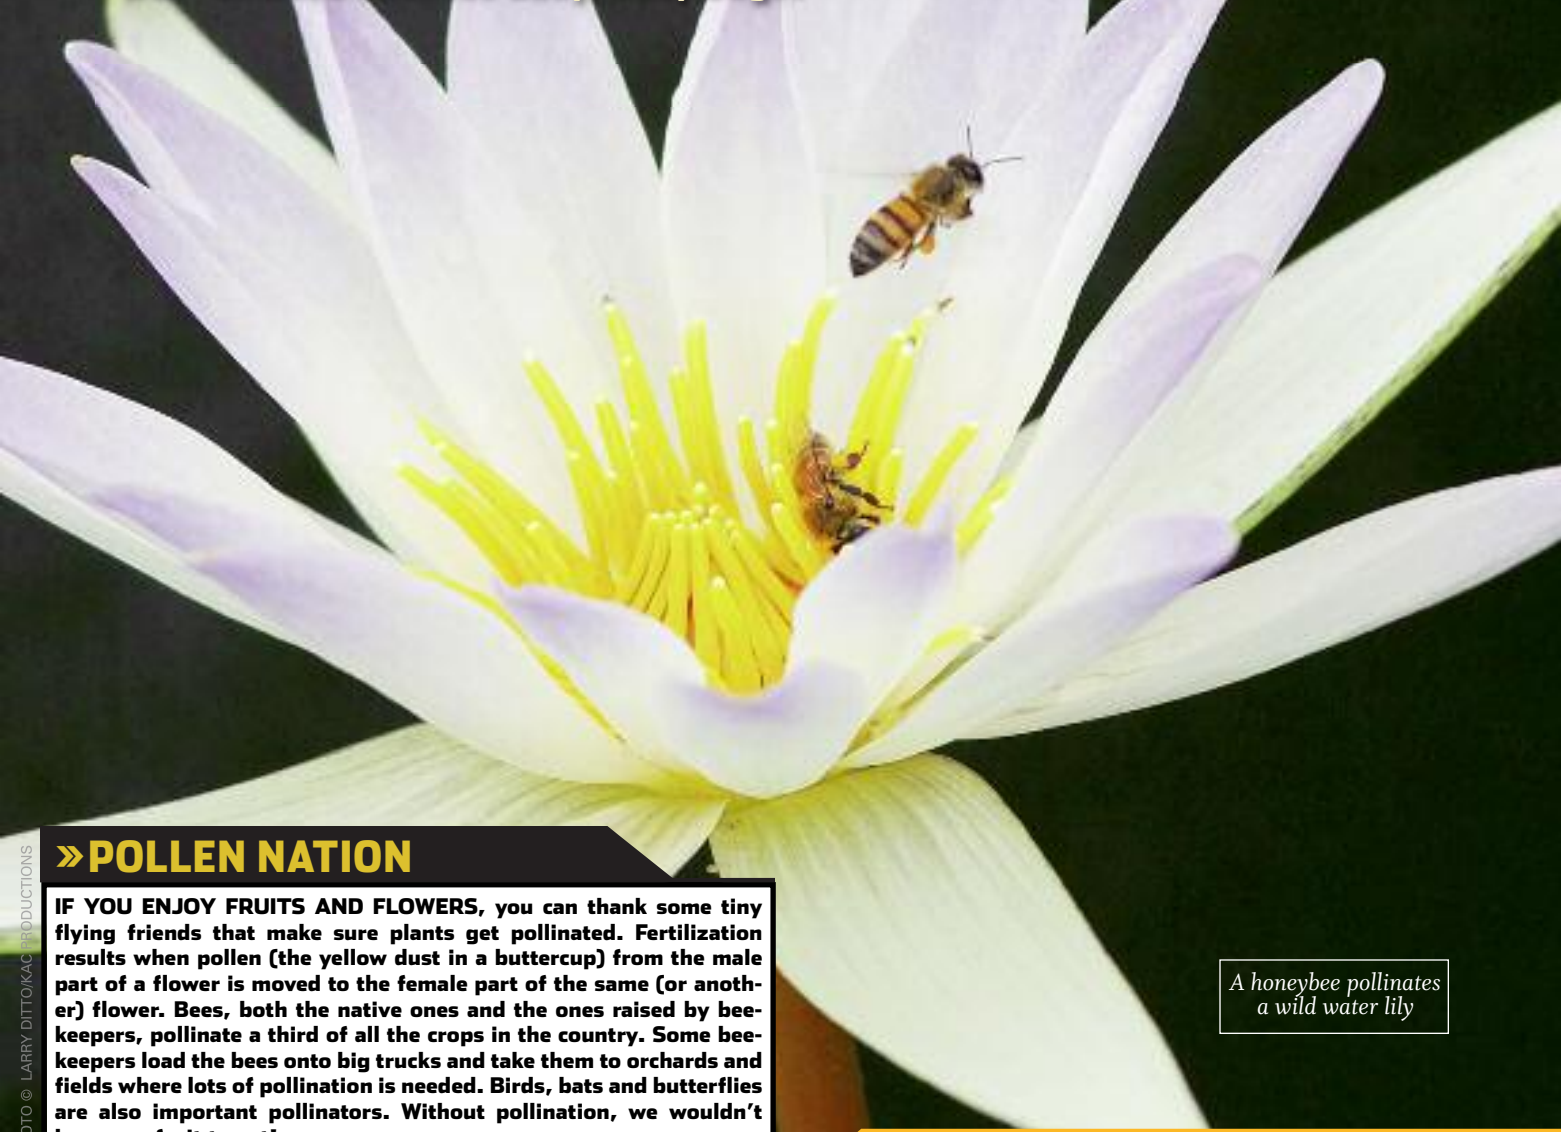 »POLLEN NATION
IF YOU ENJOY FRUITS AND FLOWERS, you can thank some tiny
flying friends that make sure plants get pollinated. Fertilization
results when pollen (the yellow dust in a buttercup) from the male
part of a flower is moved to the female part of the same (or anoth-
er) flower. Bees, both the native ones and the ones raised by bee-
keepers, pollinate a third of all the crops in the country. Some bee-
keepers load the bees onto big trucks and take them to orchards and
fields where lots of pollination is needed. Birds, bats and butterflies
are also important pollinators. Without pollination, we wouldn’t
A honeybee pollinates
a wild water lily
© LARRY DITTO/KAC PRODUCTIONS